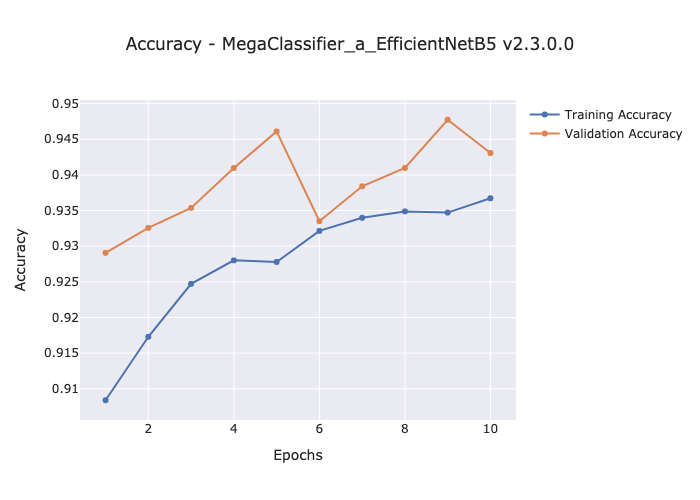 Accuracy - MegaClassifier_a_EfficientNetB5 v2.3.0.0
Training Accuracy
Validation Accuracy
0.95
0.945
0.94
0.935
0.93
0.925
0.92
0.915
0.91
Accuracy
2 4 6 8 10
Epochs